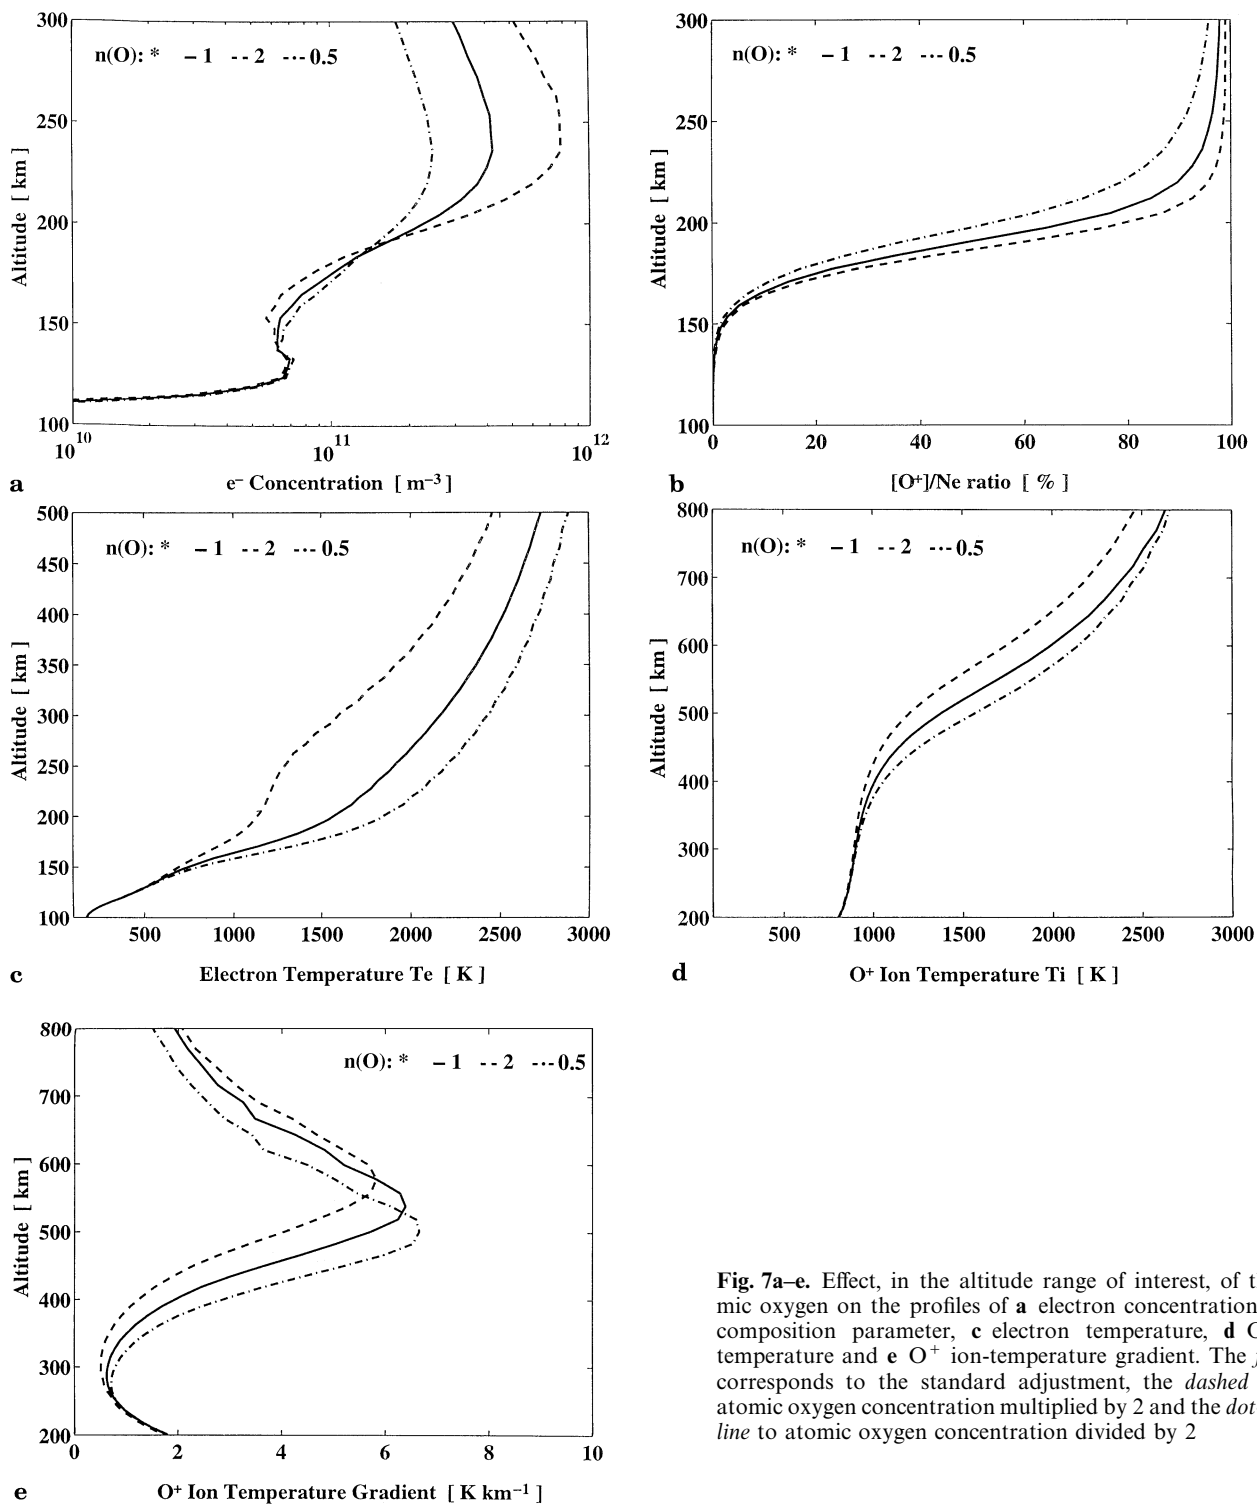 300
250
200
150
100
Altitude [ km ]
n(O): * – 1 -- 2 -·- 0.5
10^10 10^11 10^12
a e– Concentration [ m–3 ]
300
250
200
150
100
Altitude [ km ]
n(O): * – 1 -- 2 -·- 0.5
0 20 40 60 80 100
b [O+]/Ne ratio [ % ]
500
450
400
350
300
250
200
150
100
Altitude [ km ]
n(O): * – 1 -- 2 -·- 0.5
500 1000 1500 2000 2500 3000
c Electron Temperature Te [ K ]
800
700
600
500
400
300
200
Altitude [ km ]
n(O): * – 1 -- 2 -·- 0.5
500 1000 1500 2000 2500 3000
d O+ Ion Temperature Ti [ K ]
800
700
600
500
400
300
200
Altitude [ km ]
n(O): * – 1 -- 2 -·- 0.5
0 2 4 6 8 10
e O+ Ion Temperature Gradient [ K km–1 ]
Fig. 7a–e. Effect, in the altitude range of interest, of
mic oxygen on the profiles of a electron concentration
composition parameter, c electron temperature, d
temperature and e O+ ion-temperature gradient. The
corresponds to the standard adjustment, the dashed
atomic oxygen concentration multiplied by 2 and the dot
line to atomic oxygen concentration divided by 2